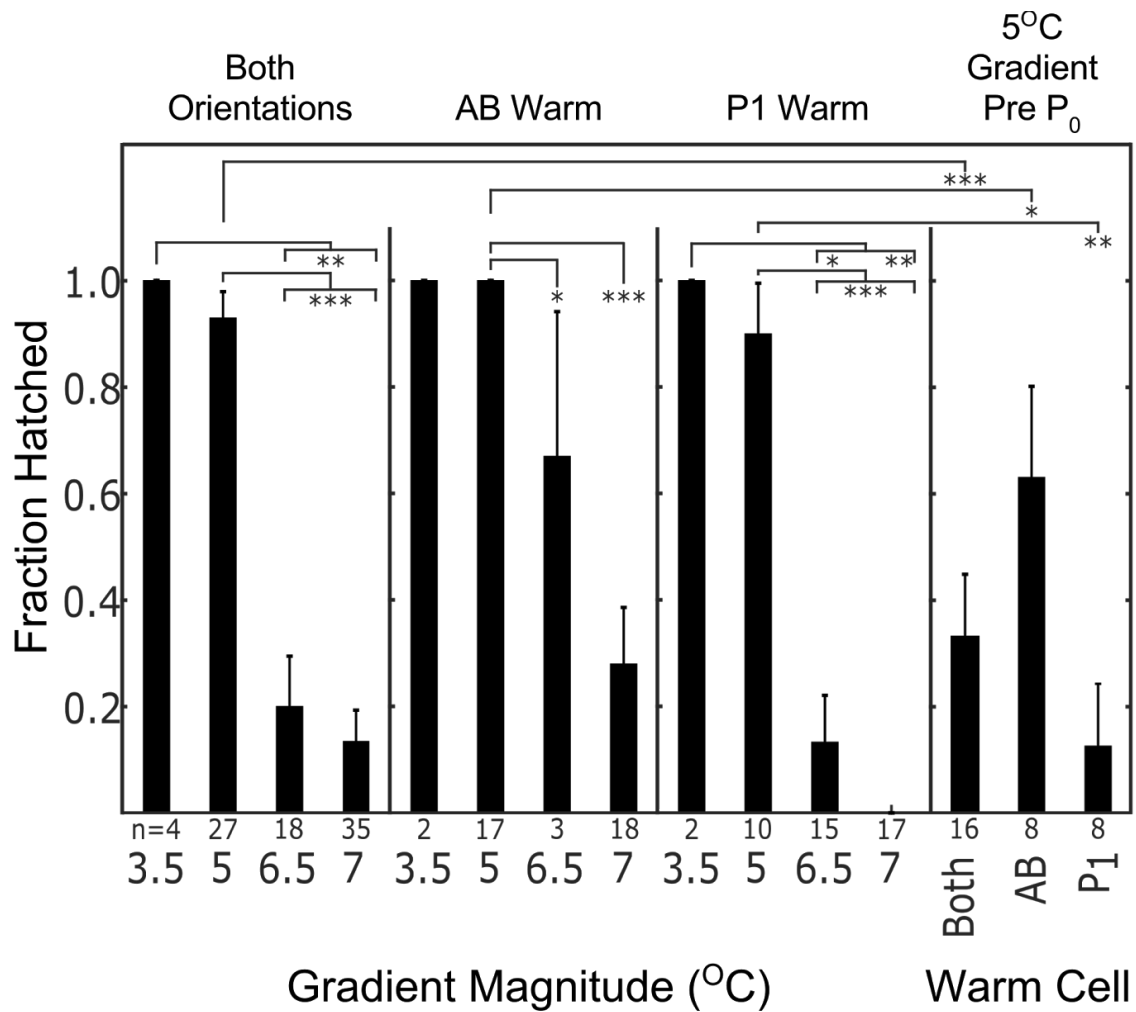 Both
Orientations
AB Warm
P1 Warm
5°C
Gradient
Pre P₀
***
*
**
**
***
*
***
*
**
***
Fraction Hatched
1.0
0.8
0.6
0.4
0.2
n=4 27 18 35 2 17 3 18 2 10 15 17 16 8 8
3.5 5 6.5 7 3.5 5 6.5 7 3.5 5 6.5 7 Both AB P1
Gradient Magnitude (°C)
Warm Cell